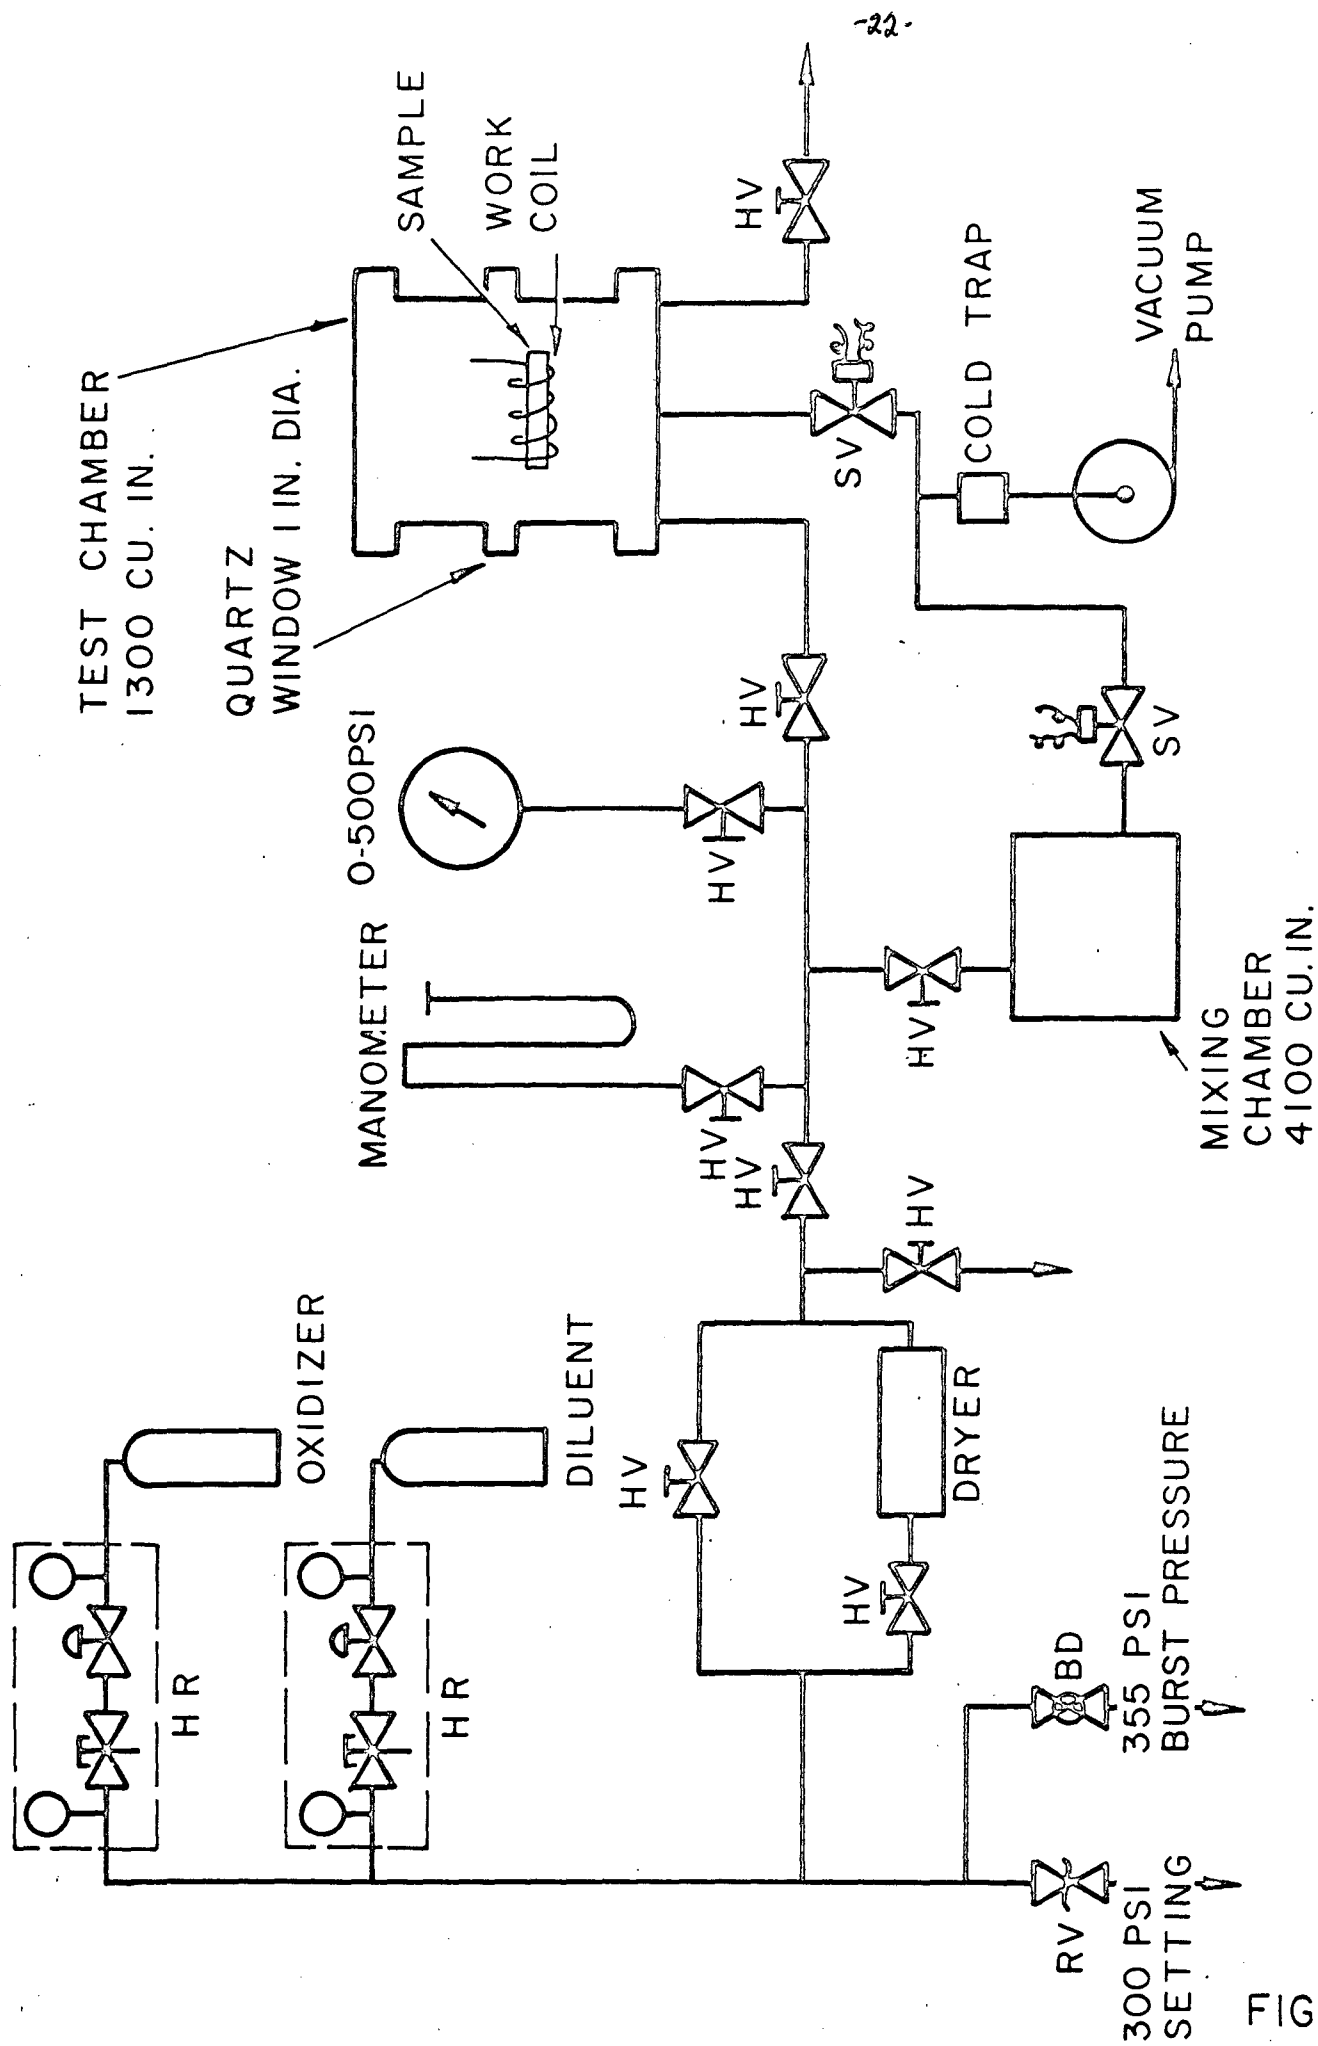 -22-
TEST CHAMBER
1300 CU. IN.
QUARTZ
WINDOW 1 IN. DIA.
SAMPLE
WORK
COIL
0-500PSI
MANOMETER
OXIDIZER
DILUENT
HR
HR
HV
HV
HV
HV
HV
HV
HV
HV
HV
HV
SV
SV
COLD TRAP
VACUUM
PUMP
MIXING
CHAMBER
4100 CU. IN.
DRYER
BD
355 PSI
BURST PRESSURE
RV
300 PSI
SETTING
FIG